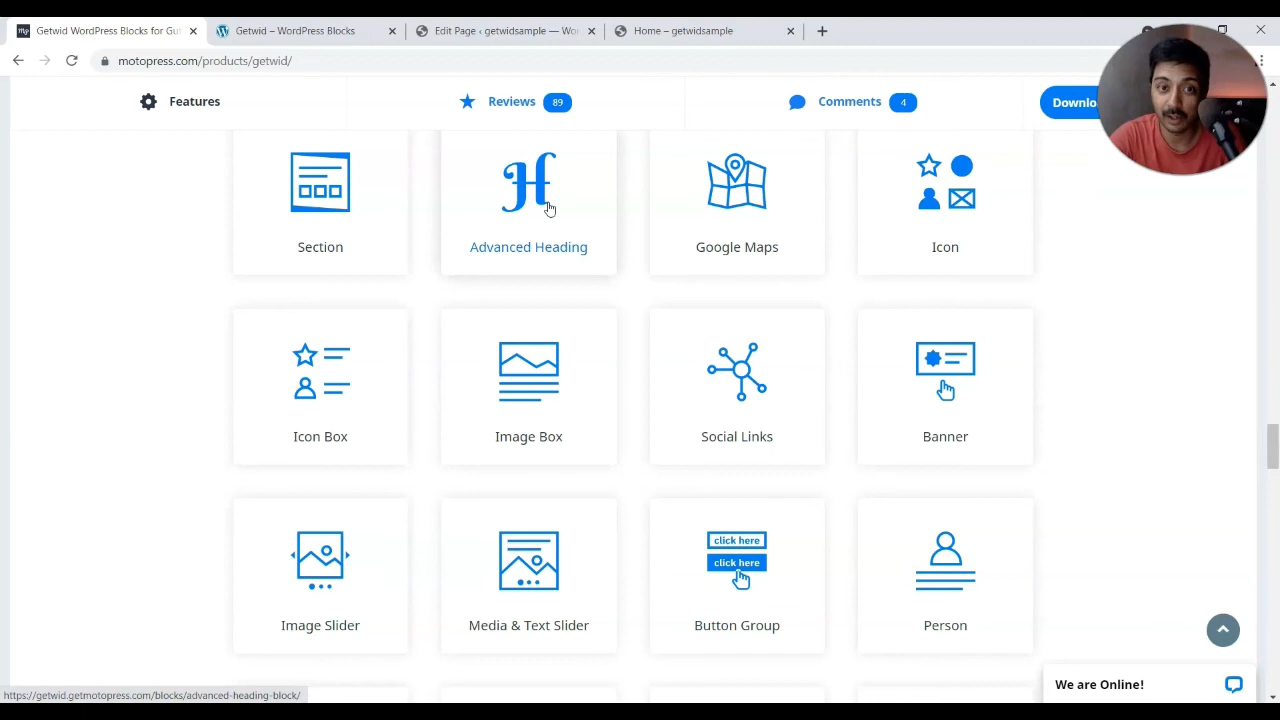 Getwid WordPress Blocks for Gut
Getwid – WordPress Blocks
Edit Page ‹ getwidsample — Wor
Home – getwidsample
motopress.com/products/getwid/
Features
Reviews 89
Comments 4
Downlo
Section
Advanced Heading
Google Maps
Icon
Icon Box
Image Box
Social Links
Banner
click here
click here
Image Slider
Media & Text Slider
Button Group
Person
https://getwid.getmotopress.com/blocks/advanced-heading-block/
We are Online!